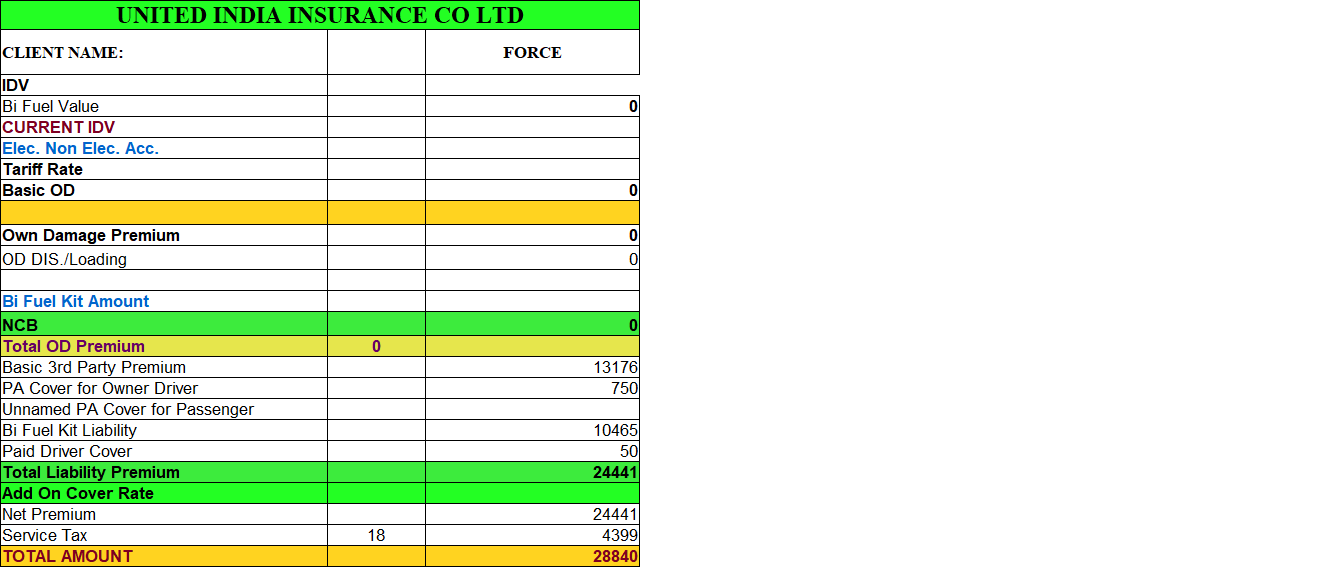 UNITED INDIA INSURANCE CO LTD
CLIENT NAME: FORCE
IDV
Bi Fuel Value 0
CURRENT IDV
Elec. Non Elec. Acc.
Tariff Rate
Basic OD 0
Own Damage Premium 0
OD DIS./Loading 0
Bi Fuel Kit Amount
NCB 0
Total OD Premium 0
Basic 3rd Party Premium 13176
PA Cover for Owner Driver 750
Unnamed PA Cover for Passenger
Bi Fuel Kit Liability 10465
Paid Driver Cover 50
Total Liability Premium 24441
Add On Cover Rate
Net Premium 24441
Service Tax 18 4399
TOTAL AMOUNT 28840